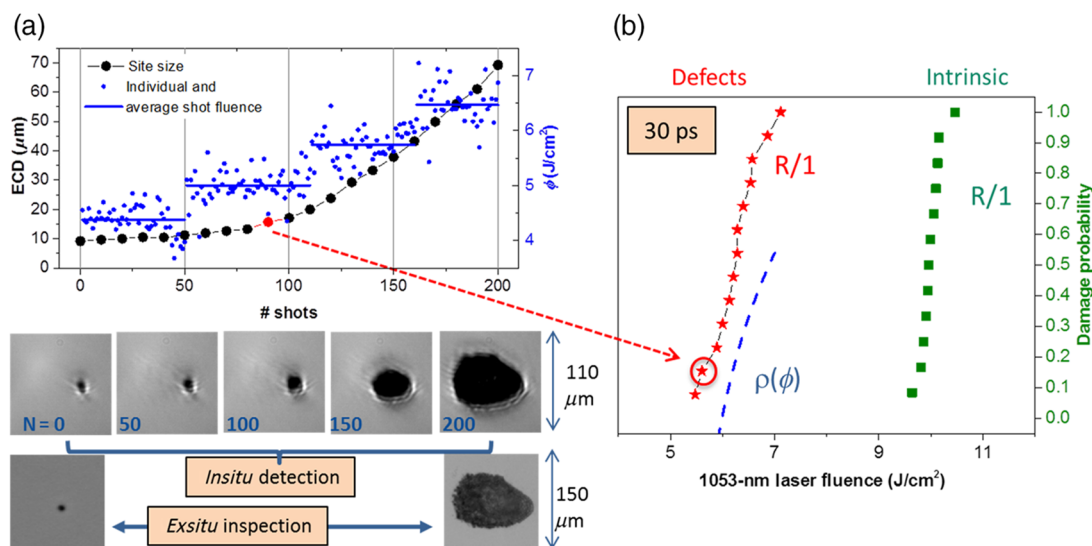 (a)
70
60
50
40
30
20
10
0
ECD (μm)
Site size
Individual and
average shot fluence
7
6
5
4
ϕ (J/cm²)
0
50
100
150
200
# shots
N = 0
50
100
150
200
110
μm
Insitu detection
Exsitu inspection
150
μm
(b)
Defects
Intrinsic
30 ps
R/1
R/1
ρ(ϕ)
1.0
0.9
0.8
0.7
0.6
0.5
0.4
0.3
0.2
0.1
0.0
Damage probability
5
7
9
11
1053-nm laser fluence (J/cm²)